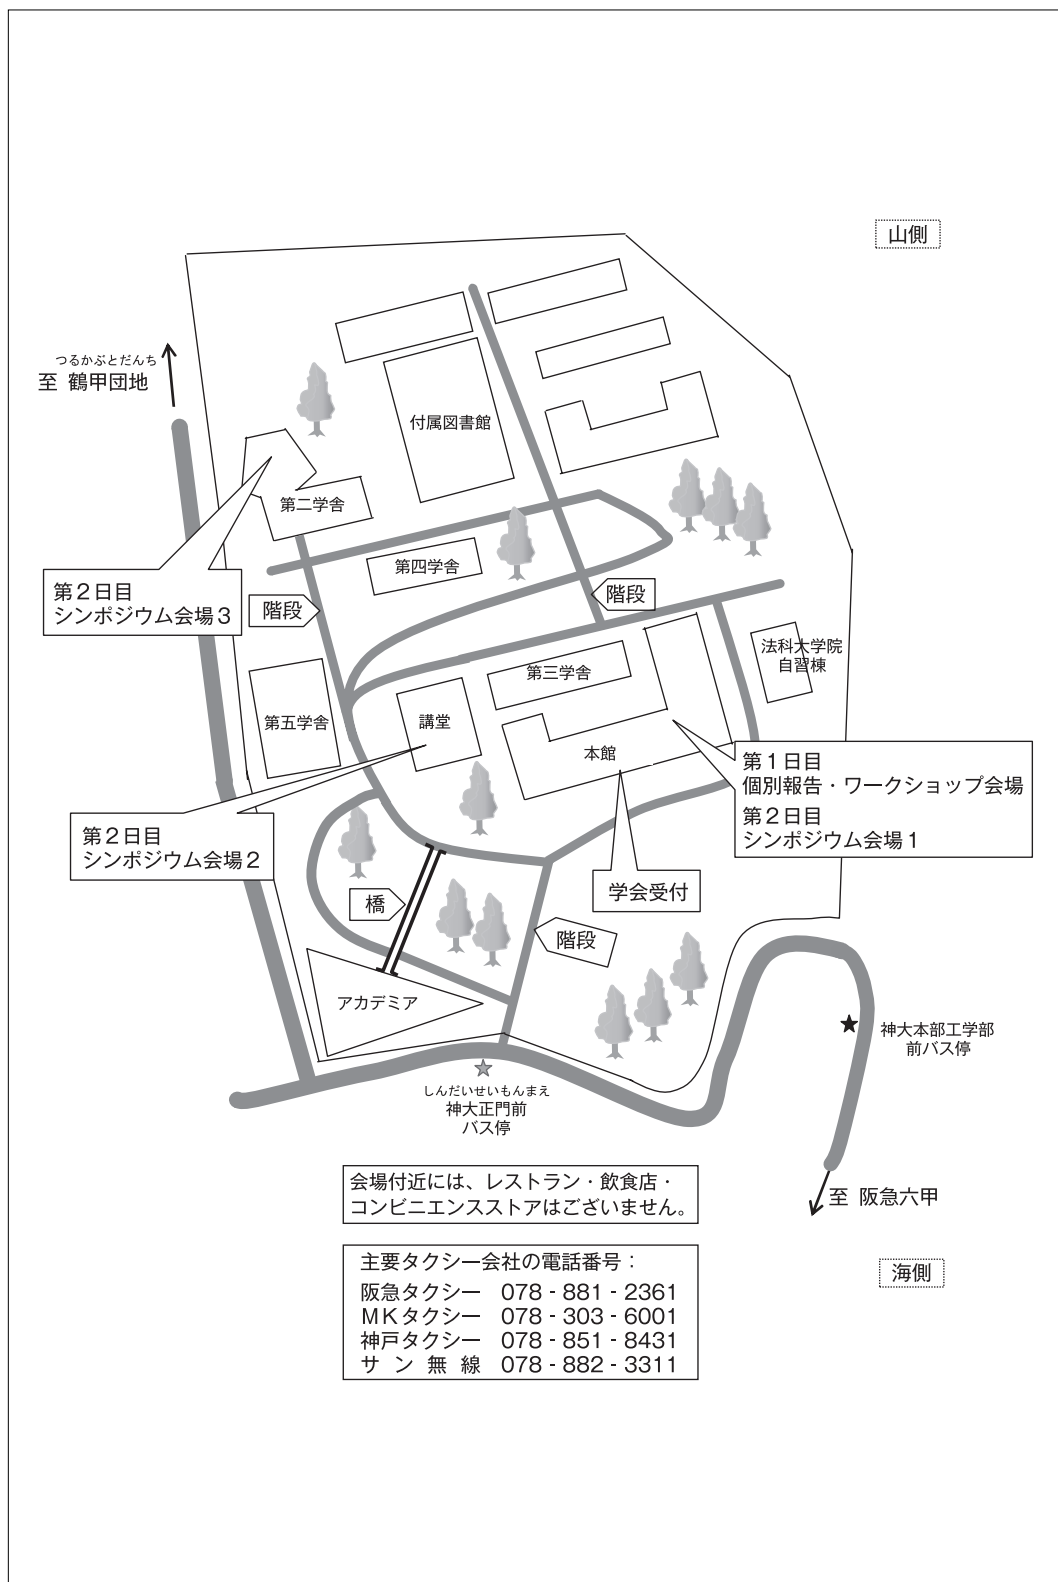 山側
つるかぶとだんち
至 鶴甲団地
付属図書館
第二学舎
第四学舎
第２日目
シンポジウム会場３
階段
階段
法科大学院
自習棟
第三学舎
第五学舎
講堂
本館
第１日目
個別報告・ワークショップ会場
第２日目
シンポジウム会場１
第２日目
シンポジウム会場２
学会受付
橋
階段
アカデミア
神大本部工学部
前バス停
しんだいせいもんまえ
神大正門前
バス停
会場付近には、レストラン・飲食店・
コンビニエンスストアはございません。
至 阪急六甲
主要タクシー会社の電話番号：
阪急タクシー　078 - 881 - 2361
ＭＫタクシー　078 - 303 - 6001
神戸タクシー　078 - 851 - 8431
サ ン 無 線　078 - 882 - 3311
海側